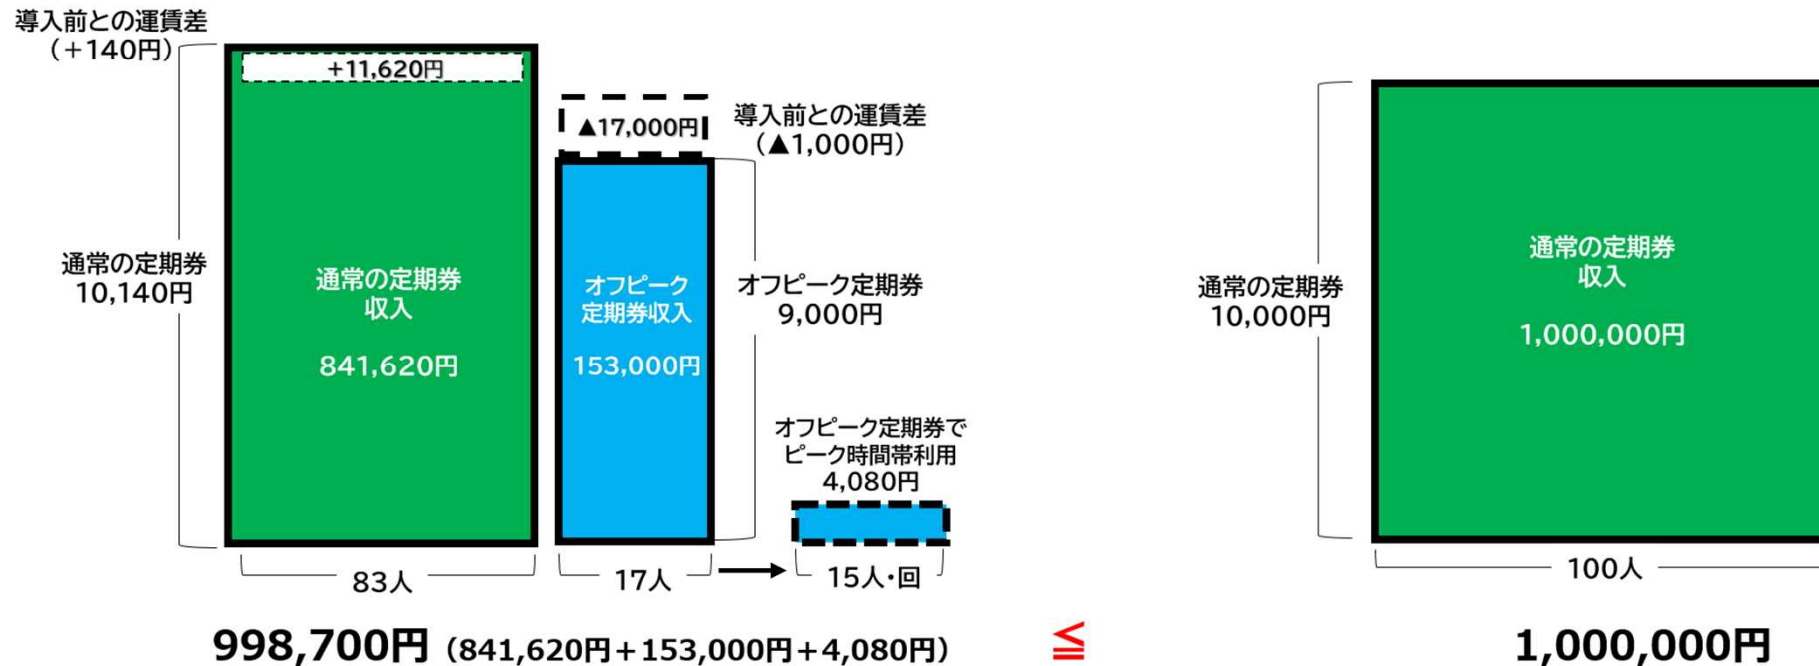 導入前との運賃差
（＋140円）
+11,620円
通常の定期券
10,140円
通常の定期券
収入
841,620円
83人
▲17,000円
導入前との運賃差
（▲1,000円）
オフピーク
定期券収入
153,000円
オフピーク定期券
9,000円
17人
オフピーク定期券で
ピーク時間帯利用
4,080円
15人・回
998,700円（841,620円＋153,000円＋4,080円）
≦
通常の定期券
10,000円
通常の定期券
収入
1,000,000円
100人
1,000,000円